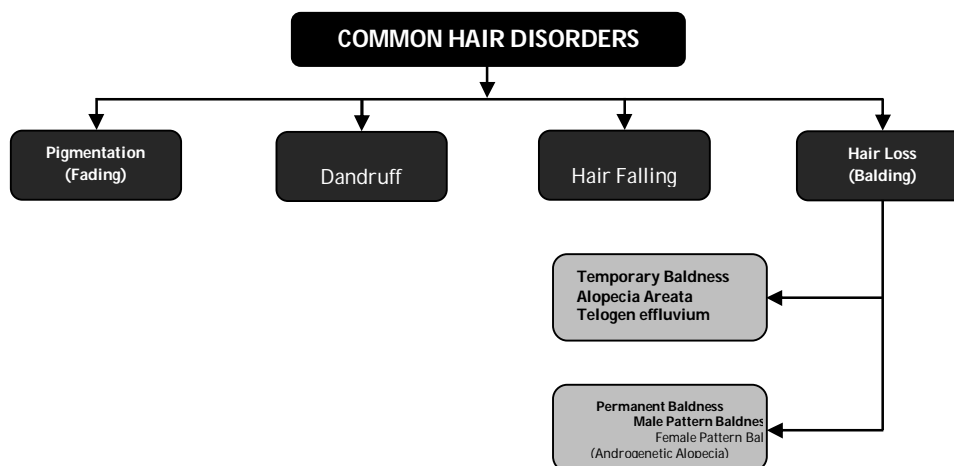 COMMON HAIR DISORDERS
Pigmentation
(Fading)
Dandruff
Hair Falling
Hair Loss
(Balding)
Temporary Baldness
Alopecia Areata
Telogen effluvium
Permanent Baldness
Male Pattern Baldnes
Female Pattern Bal
(Androgenetic Alopecia)